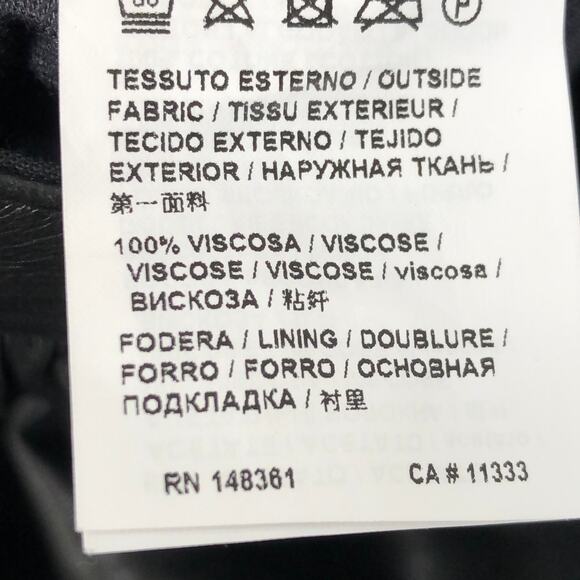 P
TESSUTO ESTERNO / OUTSIDE
FABRIC / TISSU EXTERIEUR /
TECIDO EXTERNO / TEJIDO
EXTERIOR / НАРУЖНАЯ ТКАНЬ /
第一面料
100% VISCOSA / VISCOSE /
VISCOSE / VISCOSE / viscosa /
ВИСКОЗА / 粘纤
FODERA / LINING / DOUBLURE /
FORRO / FORRO / ОСНОВНАЯ
ПОДКЛАДКА / 衬里
RN 148361 CA # 11333